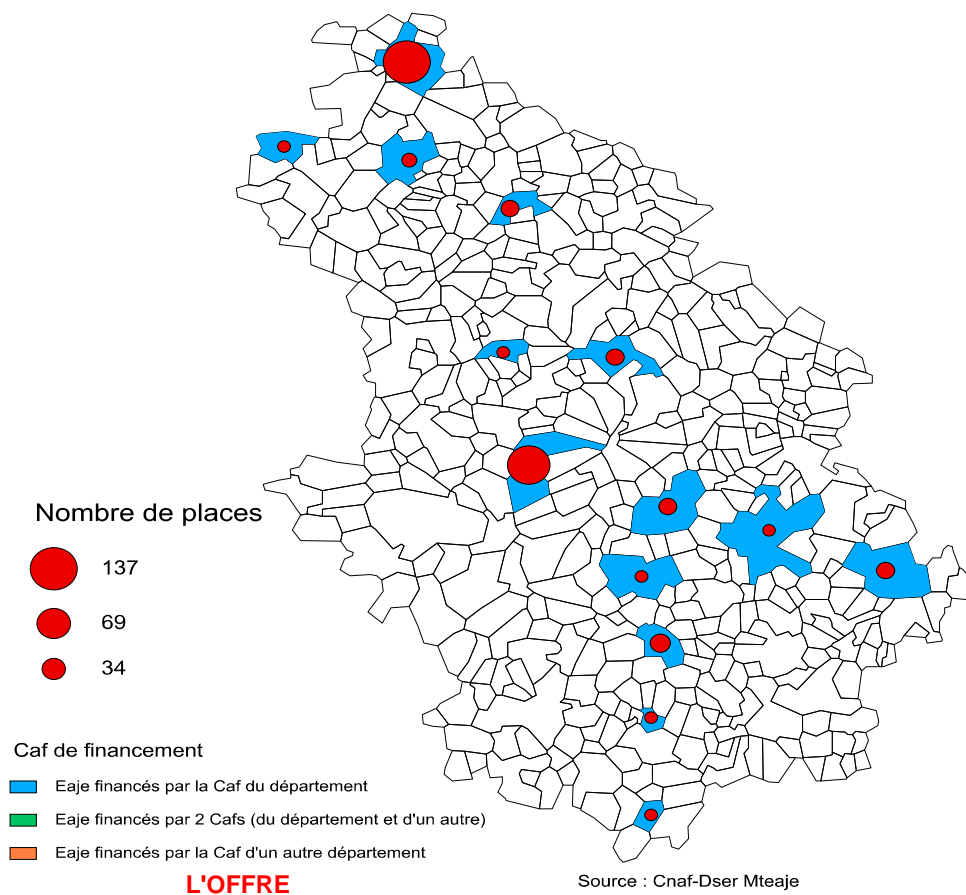 Nombre de places
137
69
34
Caf de financement
Eaje financés par la Caf du département
Eaje financés par 2 Cafs (du département et d'un autre)
Eaje financés par la Caf d'un autre département
L'OFFRE
Source : Cnaf-Dser Mteaje